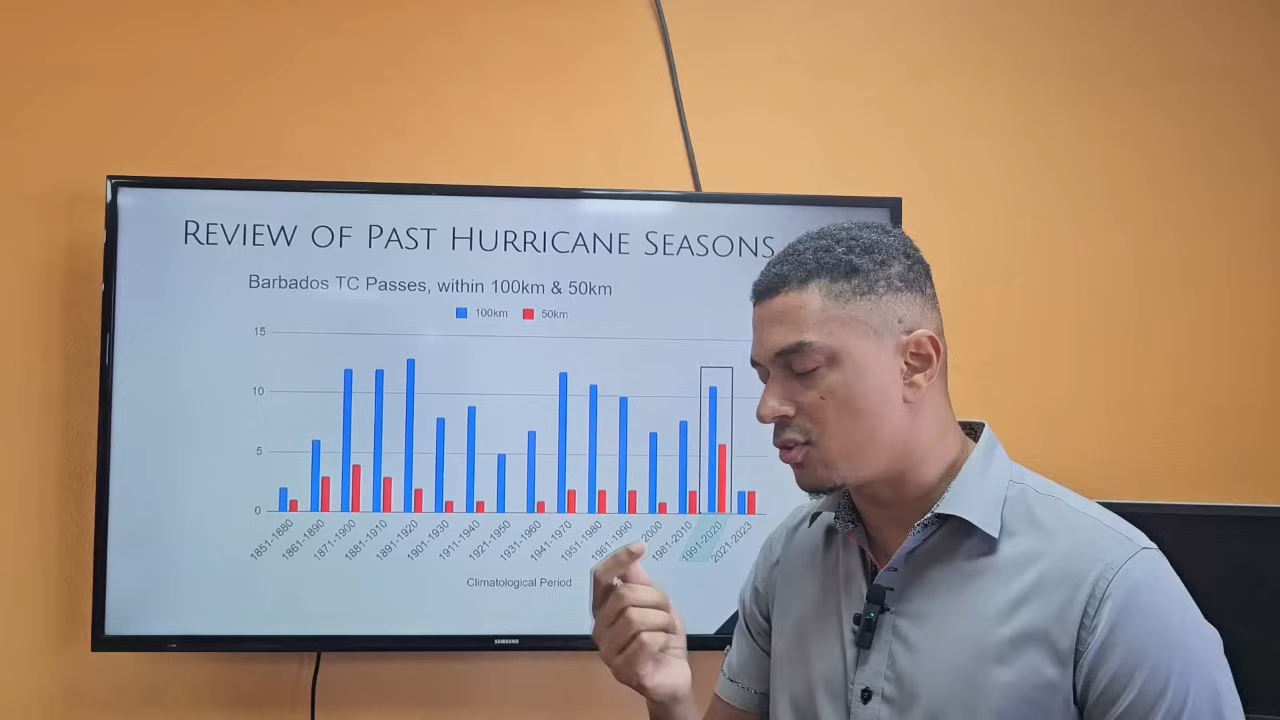 REVIEW OF PAST HURRICANE SEASONS
Barbados TC Passes, within 100km & 50km
100km 50km
15
10
5
0
1851-1880 1861-1890 1871-1900 1881-1910 1891-1920 1901-1930 1911-1940 1921-1950 1931-1960 1941-1970 1951-1980 1961-1990 2000 1981-2010 1991-2020 2021-2023
Climatological Period
SAMSUNG